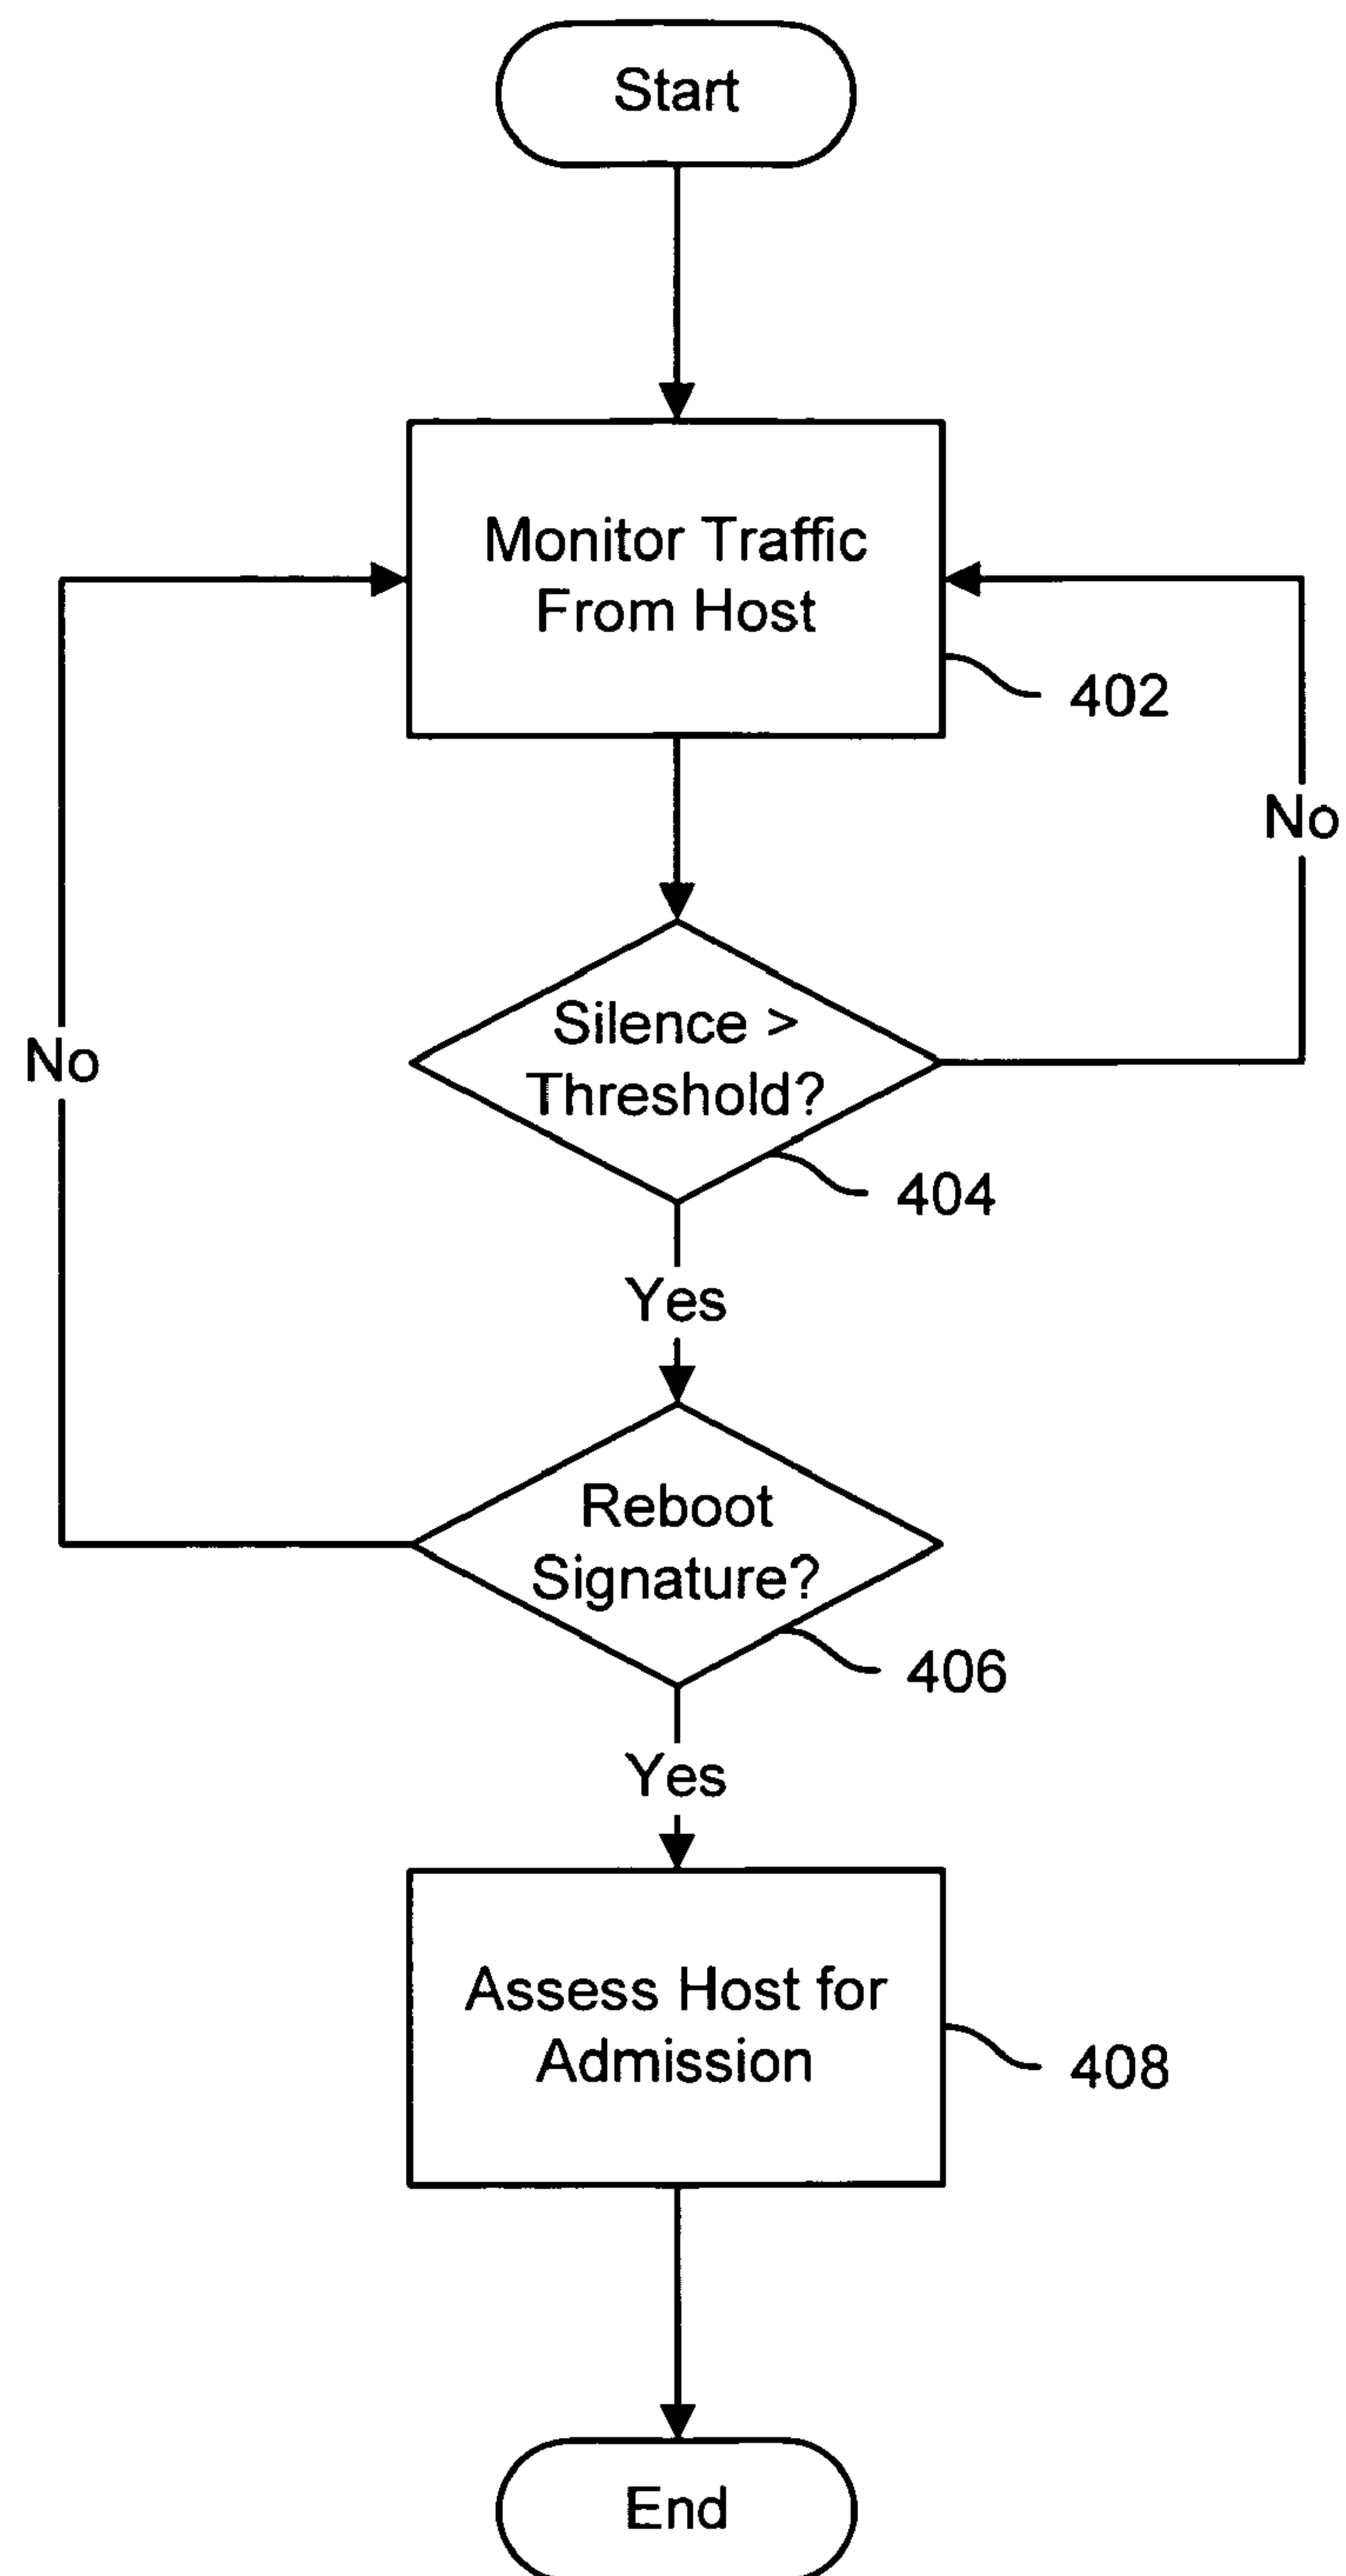 Start
Monitor Traffic
From Host
402
No
Silence >
Threshold?
404
No
Yes
Reboot
Signature?
406
Yes
Assess Host for
Admission
408
End